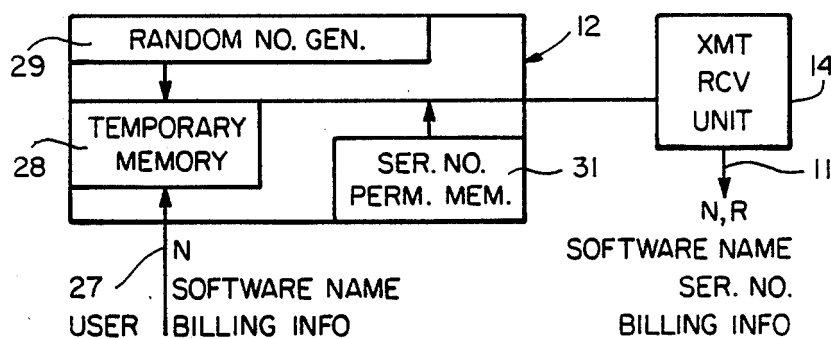 RANDOM NO. GEN.
29
12
XMT
RCV
UNIT
14
TEMPORARY
MEMORY
28
SER. NO.
PERM. MEM.
31
11
N
N,R
27
SOFTWARE NAME
USER BILLING INFO
SOFTWARE NAME
SER. NO.
BILLING INFO